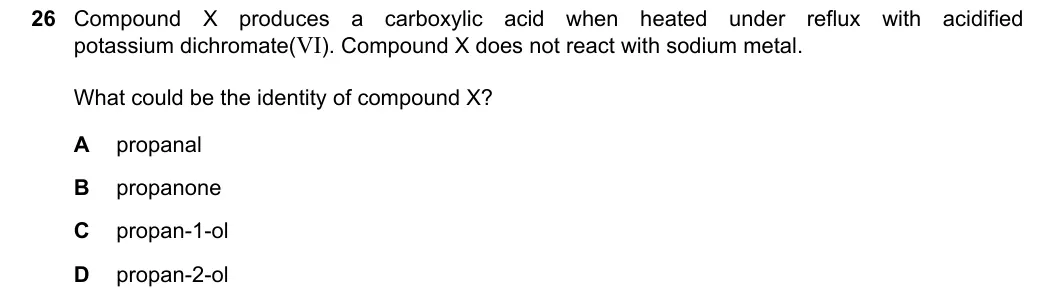 26 Compound X produces a carboxylic acid when heated under reflux with acidified
potassium dichromate(VI). Compound X does not react with sodium metal.
What could be the identity of compound X?
A propanal
B propanone
C propan-1-ol
D propan-2-ol